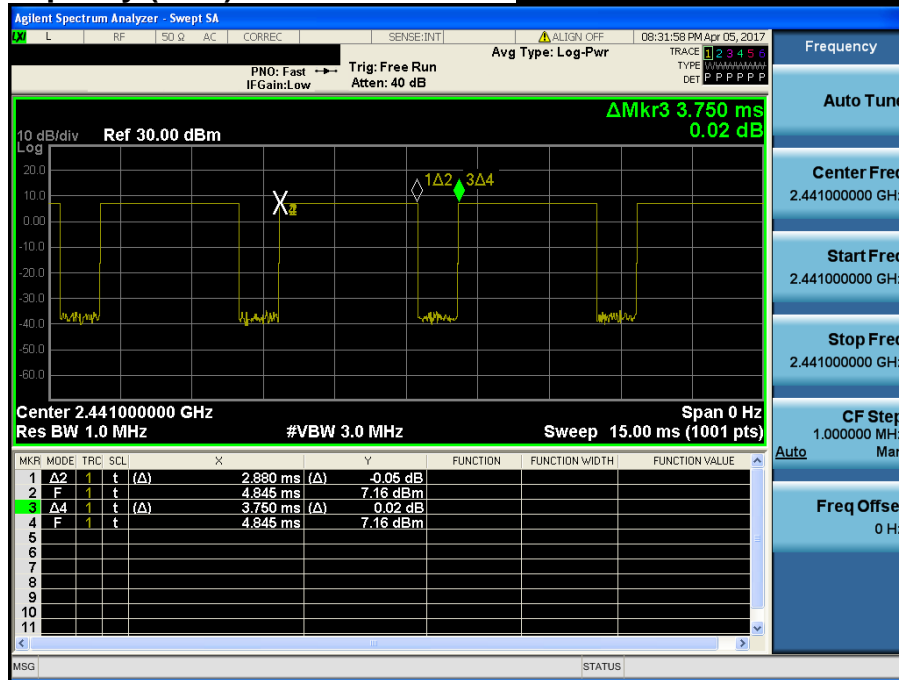 Agilent Spectrum Analyzer - Swept SA
LXI L RF 50 Ω AC CORREC SENSE:INT ALIGN OFF 08:31:58 PM Apr 05, 2017
Avg Type: Log-Pwr TRACE 1 2 3 4 5 6
PNO: Fast Trig: Free Run TYPE
IFGain:Low Atten: 40 dB DET P P P P P P
ΔMkr3 3.750 ms
0.02 dB
10 dB/div Ref 30.00 dBm
Log
20.0
1Δ2 3Δ4
10.0
X
0.00
-10.0
-20.0
-30.0
-40.0
-50.0
-60.0
Center 2.441000000 GHz Span 0 Hz
Res BW 1.0 MHz #VBW 3.0 MHz Sweep 15.00 ms (1001 pts)
MKR MODE TRC SCL X Y FUNCTION FUNCTION WIDTH FUNCTION VALUE
1 Δ2 1 t (Δ) 2.880 ms (Δ) -0.05 dB
2 F 1 t 4.845 ms 7.16 dBm
3 Δ4 1 t (Δ) 3.750 ms (Δ) 0.02 dB
4 F 1 t 4.845 ms 7.16 dBm
5
6
7
8
9
10
11
MSG STATUS
Frequency
Auto Tun
Center Fre
2.441000000 GH
Start Fre
2.441000000 GH
Stop Fre
2.441000000 GH
CF Step
1.000000 MH
Auto Ma
Freq Offse
0 H